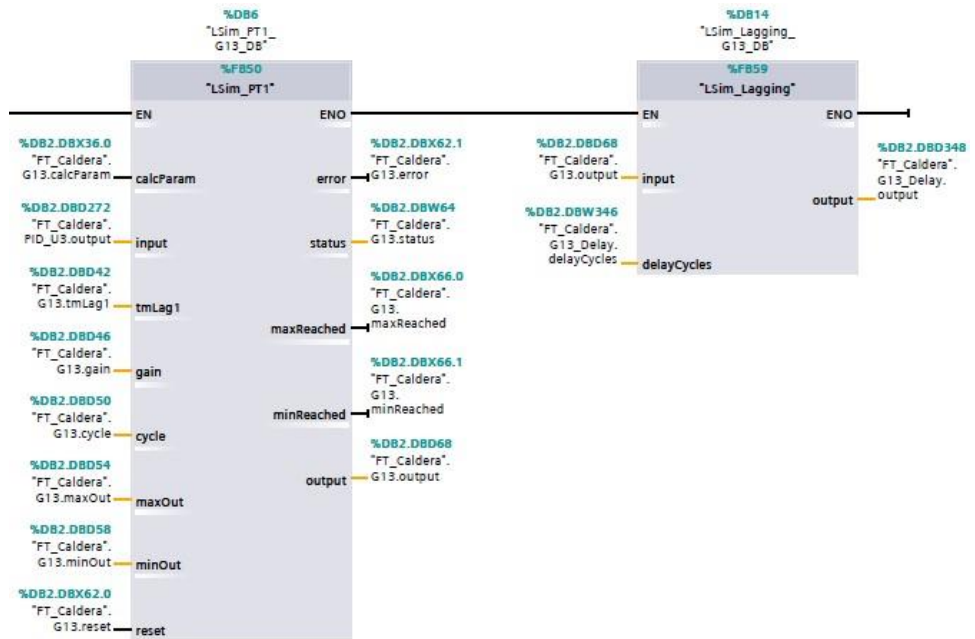 %DB6
"LSim_PT1_
G13_DB"
%FB50
"LSim_PT1"
EN
ENO
%DB2.DBX36.0
"FT_Caldera".
G13.calcParam
calcParam
%DB2.DBD272
"FT_Caldera".
PID_U3.output
input
%DB2.DBD42
"FT_Caldera".
G13.tmLag1
tmLag1
%DB2.DBD46
"FT_Caldera".
G13.gain
gain
%DB2.DBD50
"FT_Caldera".
G13.cycle
cycle
%DB2.DBD54
"FT_Caldera".
G13.maxOut
maxOut
%DB2.DBD58
"FT_Caldera".
G13.minOut
minOut
%DB2.DBX62.0
"FT_Caldera".
G13.reset
reset
%DB2.DBX62.1
"FT_Caldera".
G13.error
error
%DB2.DBW64
"FT_Caldera".
G13.status
status
%DB2.DBX66.0
"FT_Caldera".
G13.
maxReached
maxReached
%DB2.DBX66.1
"FT_Caldera".
G13.
minReached
minReached
%DB2.DBD68
"FT_Caldera".
G13.output
output
%DB14
"LSim_Lagging_
G13_DB"
%FB59
"LSim_Lagging"
EN
ENO
%DB2.DBD68
"FT_Caldera".
G13.output
input
%DB2.DBW346
"FT_Caldera".
G13_Delay.
delayCycles
delayCycles
%DB2.DBD348
"FT_Caldera".
G13_Delay.
output
output